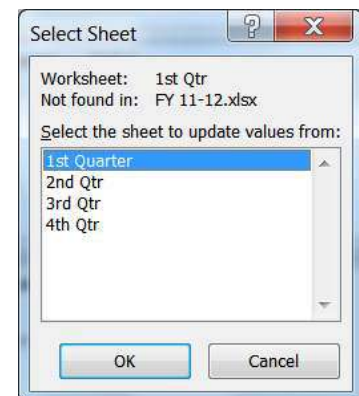 Select Sheet
Worksheet: 1st Qtr
Not found in: FY 11-12.xlsx
Select the sheet to update values from:
1st Quarter
2nd Qtr
3rd Qtr
4th Qtr
OK Cancel